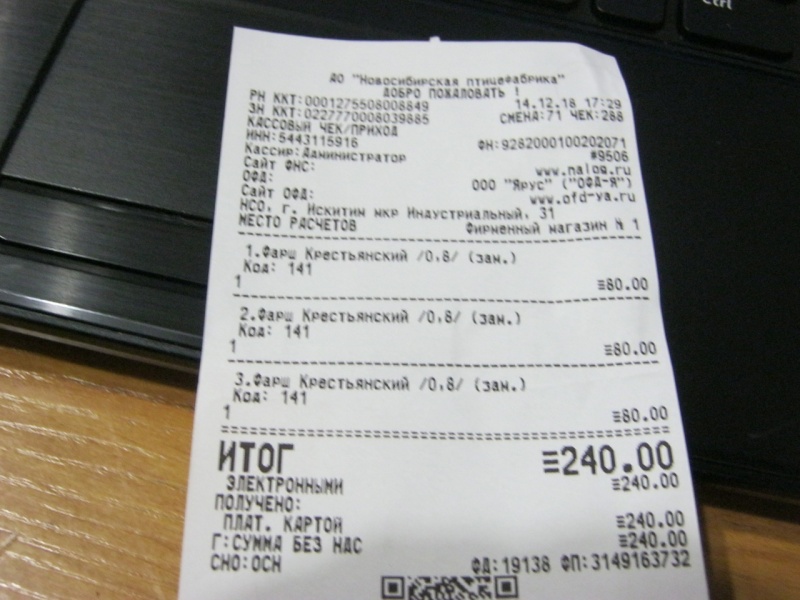 Ctrl
АО "Новосибирская птицефабрика"
ДОБРО ПОЖАЛОВАТЬ !
РН ККТ:0001275508008849 14.12.18 17:29
ЗН ККТ:0227770008039885 СМЕНА:71 ЧЕК:288
КАССОВЫЙ ЧЕК/ПРИХОД
ИНН:5443115916 ФН:9282000100202071
Кассир:Администратор #9506
Сайт ФНС: www.nalog.ru
ОФД: ООО "Ярус" ("ОФД-Я")
Сайт ОФД: www.ofd-ya.ru
НСО, г. Искитим мкр Индустриальный, 31
МЕСТО РАСЧЕТОВ Фирменный магазин № 1
1.Фарш Крестьянский /0,8/ (зам.)
Код: 141
1 ≡80.00
2.Фарш Крестьянский /0,8/ (зам.)
Код: 141
1 ≡80.00
3.Фарш Крестьянский /0,8/ (зам.)
Код: 141
1 ≡80.00
ИТОГ ≡240.00
ЭЛЕКТРОННЫМИ ≡240.00
ПОЛУЧЕНО:
ПЛАТ. КАРТОЙ ≡240.00
Г:СУММА БЕЗ НДС ≡240.00
СНО:ОСН ФД:19138 ФП:3149163732